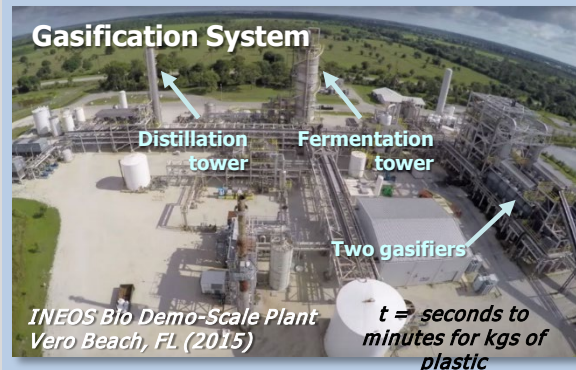 Gasification System
Distillation
tower
Fermentation
tower
Two gasifiers
INEOS Bio Demo-Scale Plant
Vero Beach, FL (2015)
t = seconds to
minutes for kgs of
plastic